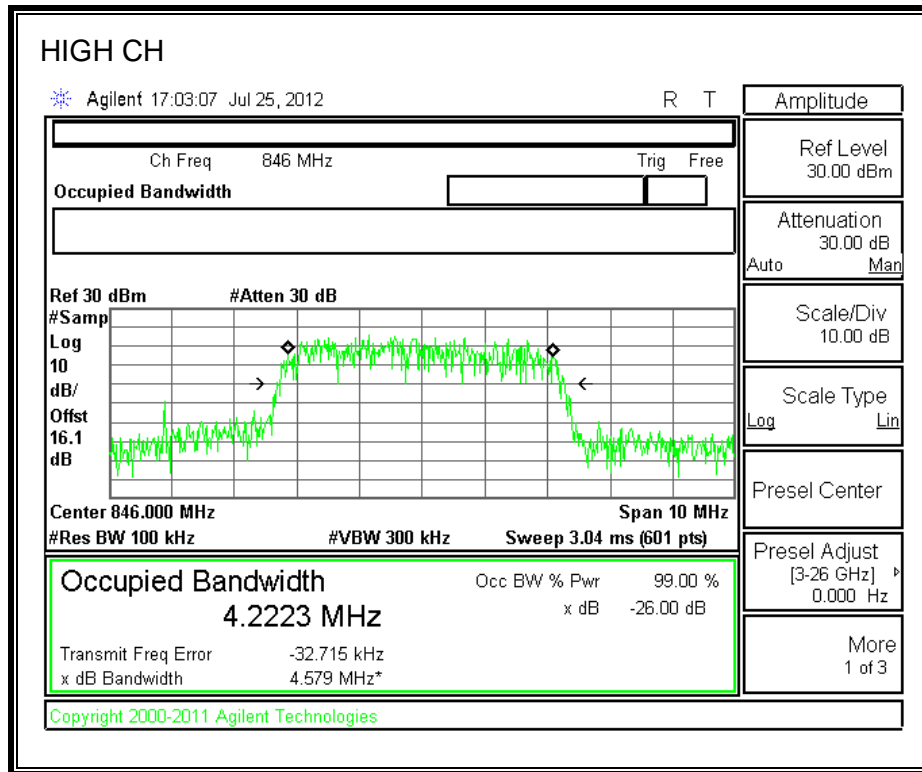 HIGH CH
Agilent 17:03:07 Jul 25, 2012 R T
Amplitude
Ch Freq 846 MHz Trig Free
Occupied Bandwidth
Ref Level
30.00 dBm
Attenuation
30.00 dB
Auto Man
Ref 30 dBm #Atten 30 dB
#Samp
Log
10
dB/
Offst
16.1
dB
Scale/Div
10.00 dB
Scale Type
Log Lin
Presel Center
Center 846.000 MHz Span 10 MHz
#Res BW 100 kHz #VBW 300 kHz Sweep 3.04 ms (601 pts)
Presel Adjust
[3-26 GHz]
0.000 Hz
Occupied Bandwidth Occ BW % Pwr 99.00 %
4.2223 MHz x dB -26.00 dB
Transmit Freq Error -32.715 kHz
x dB Bandwidth 4.579 MHz*
More
1 of 3
Copyright 2000-2011 Agilent Technologies